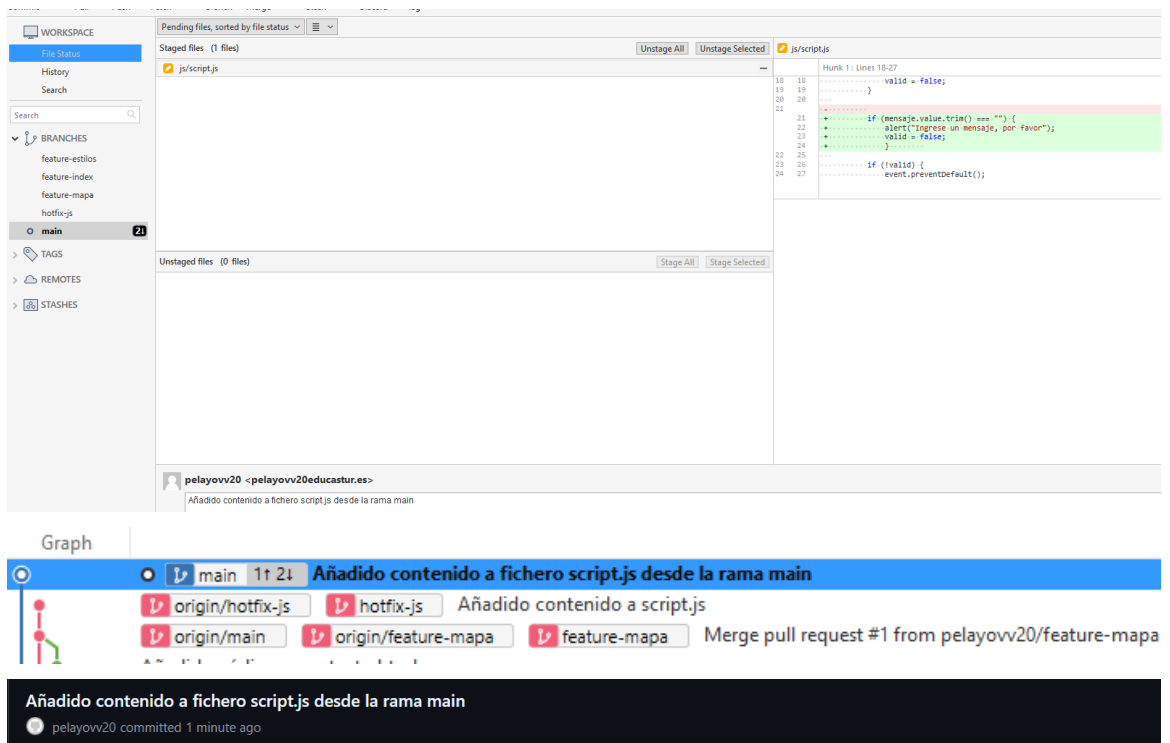 WORKSPACE
File Status
History
Search
Search
BRANCHES
feature-estilos
feature-index
feature-mapa
hotfix-js
main 2↓
TAGS
REMOTES
STASHES
Pending files, sorted by file status
Staged files (1 files) Unstage All Unstage Selected
js/script.js
Unstaged files (0 files) Stage All Stage Selected
js/script.js
Hunk 1 : Lines 18-27
18 18 valid = false;
19 19 }
20 20
21 -
21 + if (mensaje.value.trim() === "") {
22 + alert("Ingrese un mensaje, por favor");
23 + valid = false;
24 + }
22 25
23 26 if (!valid) {
24 27 event.preventDefault();
pelayovv20 <pelayovv20educastur.es>
Añadido contenido a fichero script.js desde la rama main
Graph
main 1↑ 2↓ Añadido contenido a fichero script.js desde la rama main
origin/hotfix-js hotfix-js Añadido contenido a script.js
origin/main origin/feature-mapa feature-mapa Merge pull request #1 from pelayovv20/feature-mapa
Añadido contenido a fichero script.js desde la rama main
pelayovv20 committed 1 minute ago